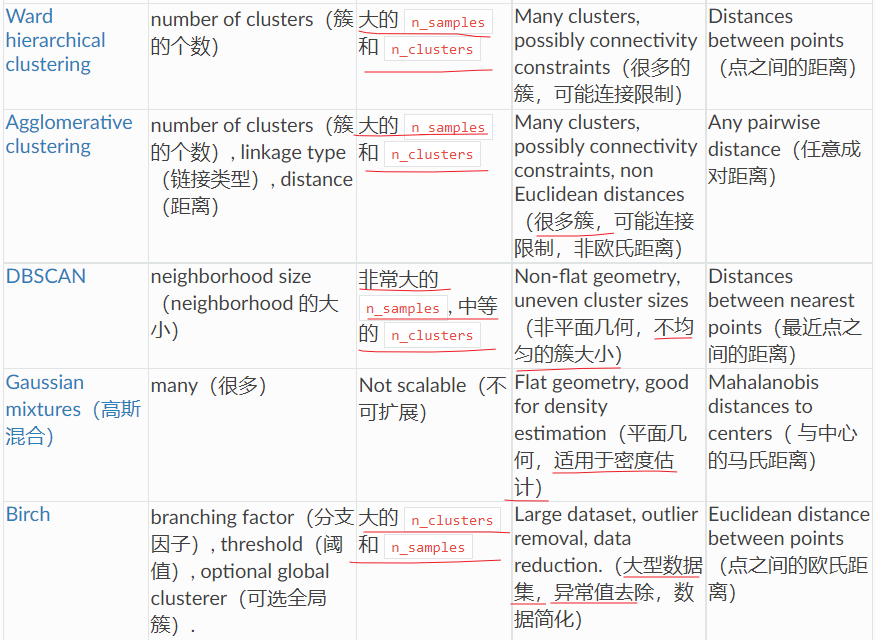 Ward
hierarchical
clustering
number of clusters（簇
的个数）
大的 n_samples
和 n_clusters
Many clusters,
possibly connectivity
constraints（很多的
簇，可能连接限制）
Distances
between points
（点之间的距离）
Agglomerative
clustering
number of clusters（簇
的个数）, linkage type
（链接类型）, distance
（距离）
大的 n_samples
和 n_clusters
Many clusters,
possibly connectivity
constraints, non
Euclidean distances
（很多簇，可能连接
限制，非欧氏距离）
Any pairwise
distance（任意成
对距离）
DBSCAN
neighborhood size
（neighborhood 的大
小）
非常大的
n_samples, 中等
的 n_clusters
Non-flat geometry,
uneven cluster sizes
（非平面几何，不均
匀的簇大小）
Distances
between nearest
points（最近点之
间的距离）
Gaussian
mixtures（高斯
混合）
many（很多）
Not scalable（不
可扩展）
Flat geometry, good
for density
estimation（平面几
何，适用于密度估
计）
Mahalanobis
distances to
centers（ 与中心
的马氏距离）
Birch
branching factor（分支
因子）, threshold（阈
值）, optional global
clusterer（可选全局
簇）.
大的 n_clusters
和 n_samples
Large dataset, outlier
removal, data
reduction.（大型数据
集，异常值去除，数
据简化）
Euclidean distance
between points
（点之间的欧氏距
离）